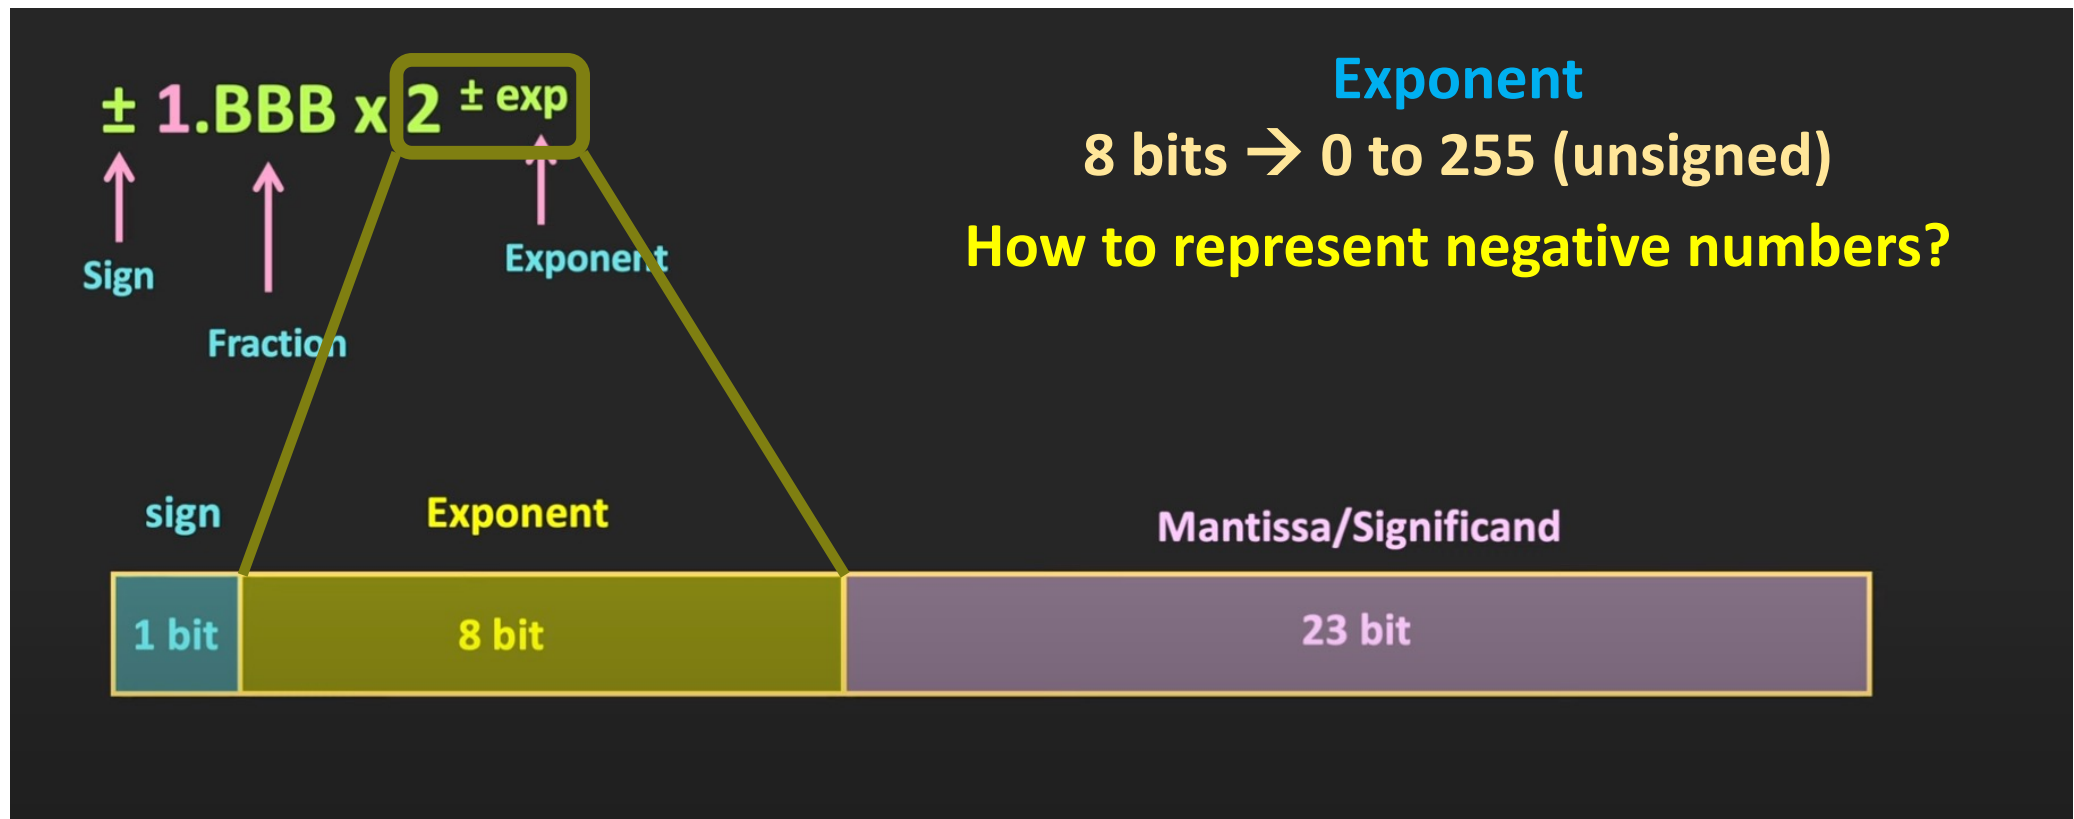 ± 1.BBB x 2 ± exp
Sign
Fraction
Exponent
Exponent
8 bits → 0 to 255 (unsigned)
How to represent negative numbers?
sign
Exponent
Mantissa/Significand
1 bit
8 bit
23 bit